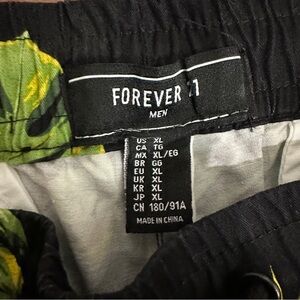 FOREVER 21
MEN
US XL
CA TG
MX XL/EG
BR GG
EU XL
UK XL
KR XL
JP XL
CN 180/91A
MADE IN CHINA